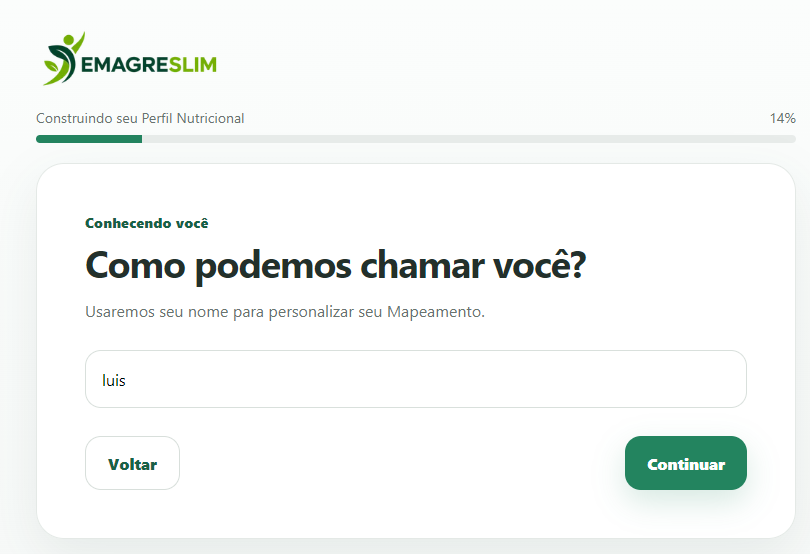 EMAGRESLIM
Construindo seu Perfil Nutricional 14%
Conhecendo você
Como podemos chamar você?
Usaremos seu nome para personalizar seu Mapeamento.
luis
Voltar Continuar